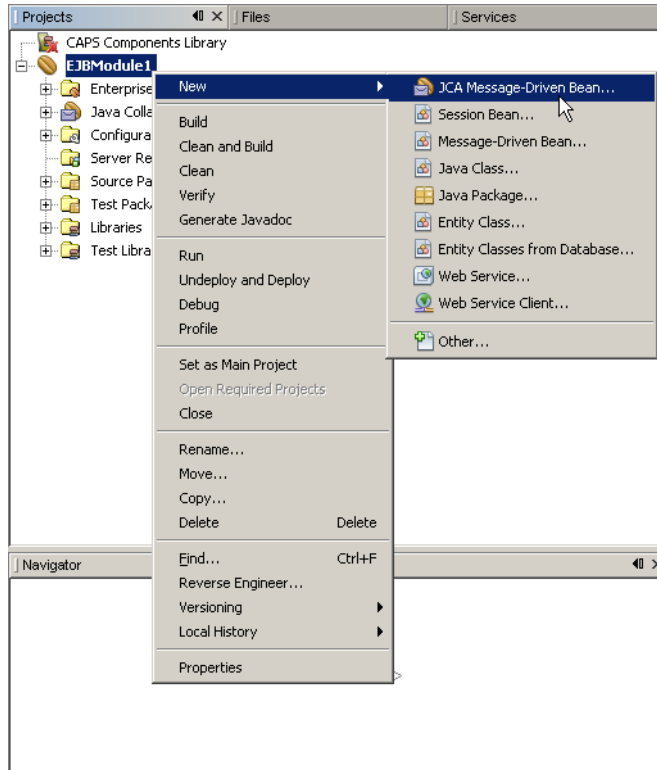 Projects
Files
Services
CAPS Components Library
EJBModule1
Enterprise
Java Colla
Configura
Server Re
Source Pa
Test Pack
Libraries
Test Libra
New
Build
Clean and Build
Clean
Verify
Generate Javadoc
Run
Undeploy and Deploy
Debug
Profile
Set as Main Project
Open Required Projects
Close
Rename...
Move...
Copy...
Delete Delete
Find... Ctrl+F
Reverse Engineer...
Versioning
Local History
Properties
JCA Message-Driven Bean...
Session Bean...
Message-Driven Bean...
Java Class...
Java Package...
Entity Class...
Entity Classes from Database...
Web Service...
Web Service Client...
Other...
Navigator